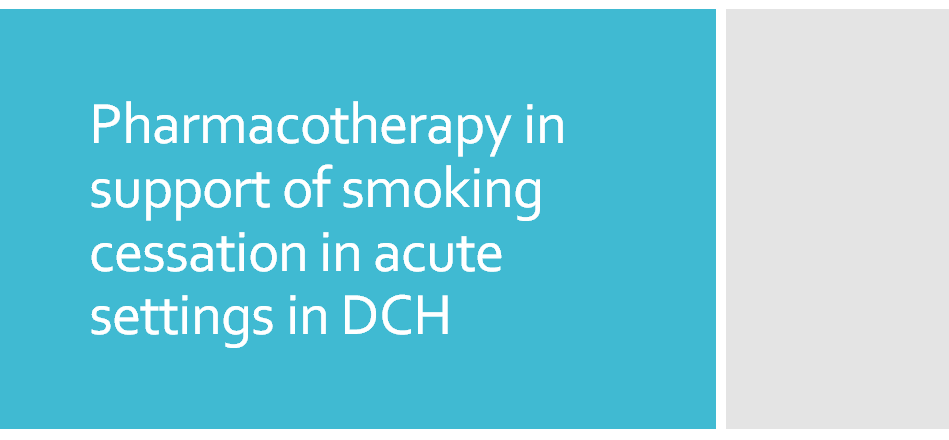 Pharmacotherapy in
support of smoking
cessation in acute
settings in DCH